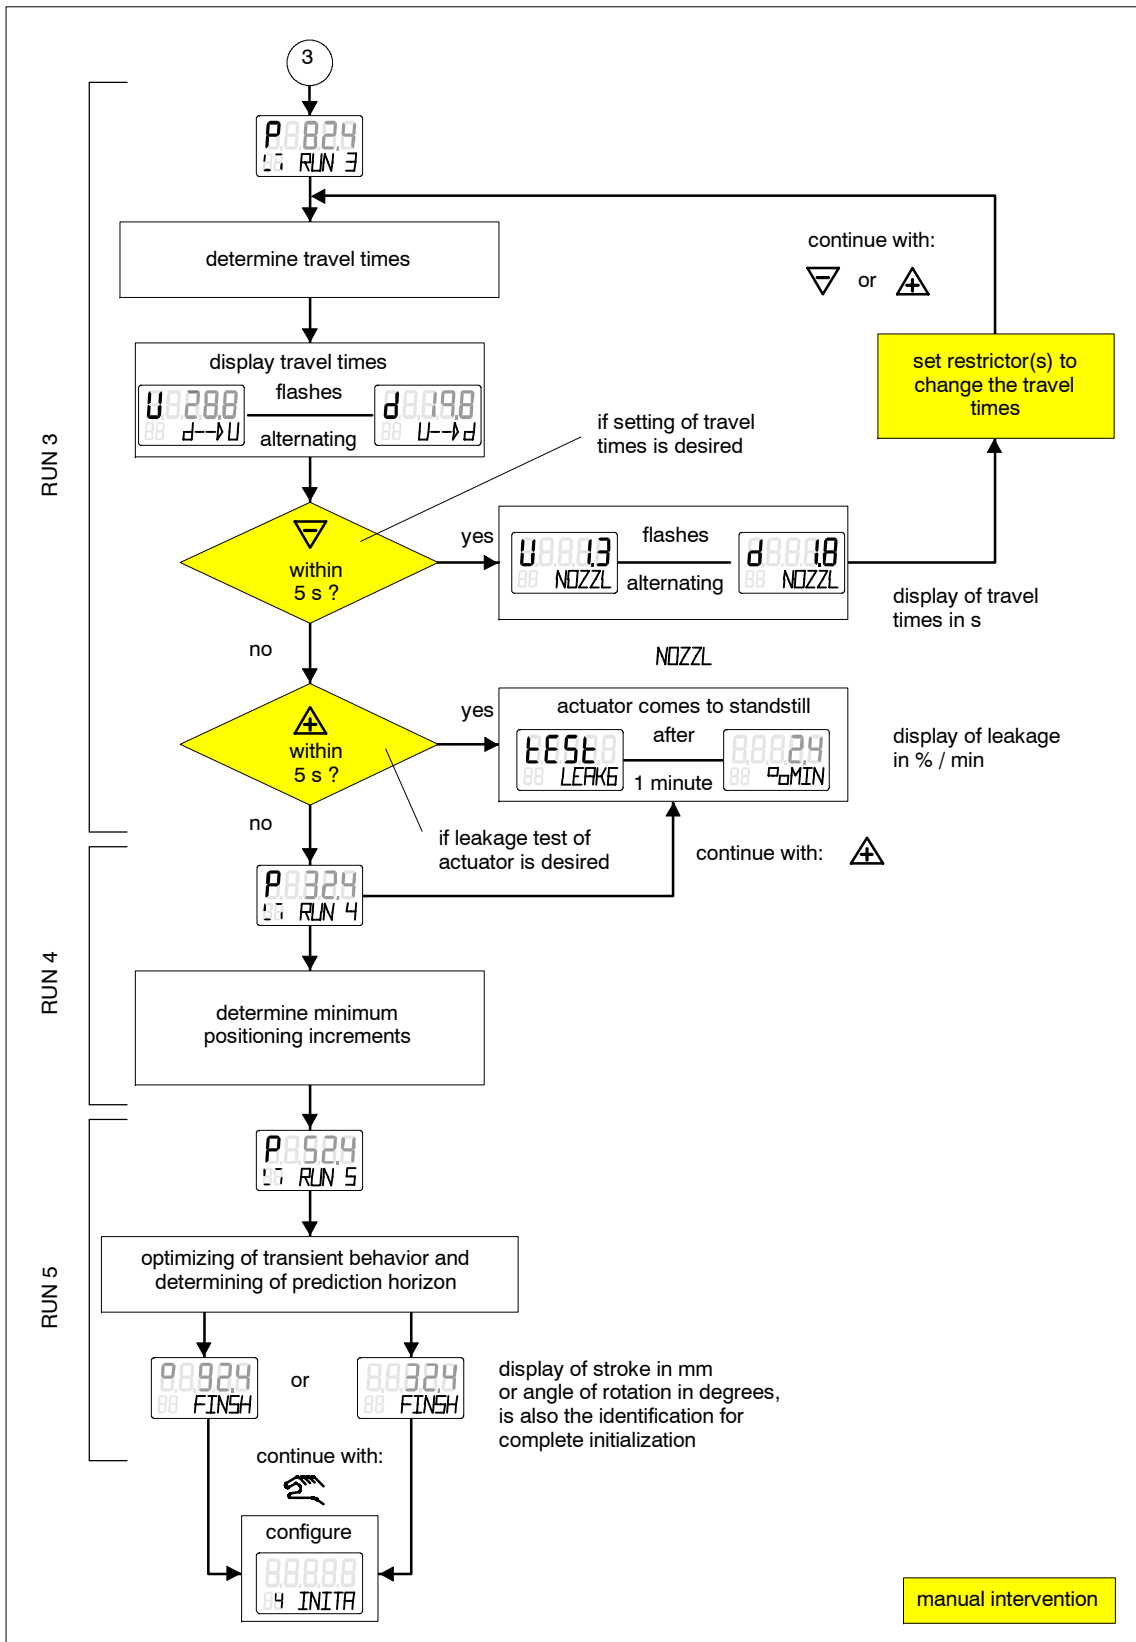 3
P 82.4
RUN 3
determine travel times
continue with:
or
display travel times
U 28.8
d-->U
flashes
alternating
d 19.8
U-->d
set restrictor(s) to
change the travel
times
if setting of travel
times is desired
RUN 3
within
5 s ?
yes
U 1.3
NOZZL
flashes
alternating
d 1.8
NOZZL
display of travel
times in s
no
NOZZL
within
5 s ?
yes
actuator comes to standstill
tESt
LEAKG
after
1 minute
2.4
MIN
display of leakage
in % / min
no
if leakage test of
actuator is desired
continue with:
P 32.4
RUN 4
RUN 4
determine minimum
positioning increments
P 52.4
RUN 5
RUN 5
optimizing of transient behavior and
determining of prediction horizon
° 92.4
FINSH
or
32.4
FINSH
display of stroke in mm
or angle of rotation in degrees,
is also the identification for
complete initialization
continue with:
configure
4 INITA
manual intervention